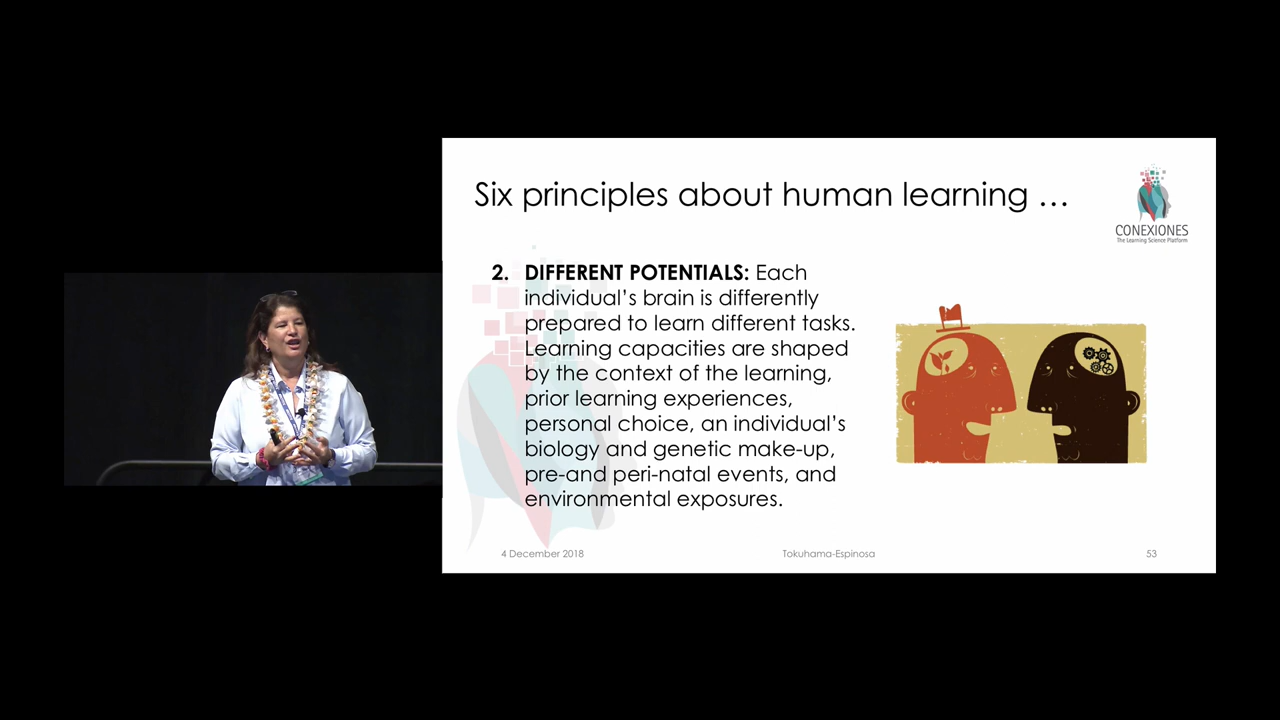 Six principles about human learning …
CONEXIONES
The Learning Science Platform
2. DIFFERENT POTENTIALS: Each
individual’s brain is differently
prepared to learn different tasks.
Learning capacities are shaped
by the context of the learning,
prior learning experiences,
personal choice, an individual’s
biology and genetic make-up,
pre-and peri-natal events, and
environmental exposures.
4 December 2018
Tokuhama-Espinosa
53